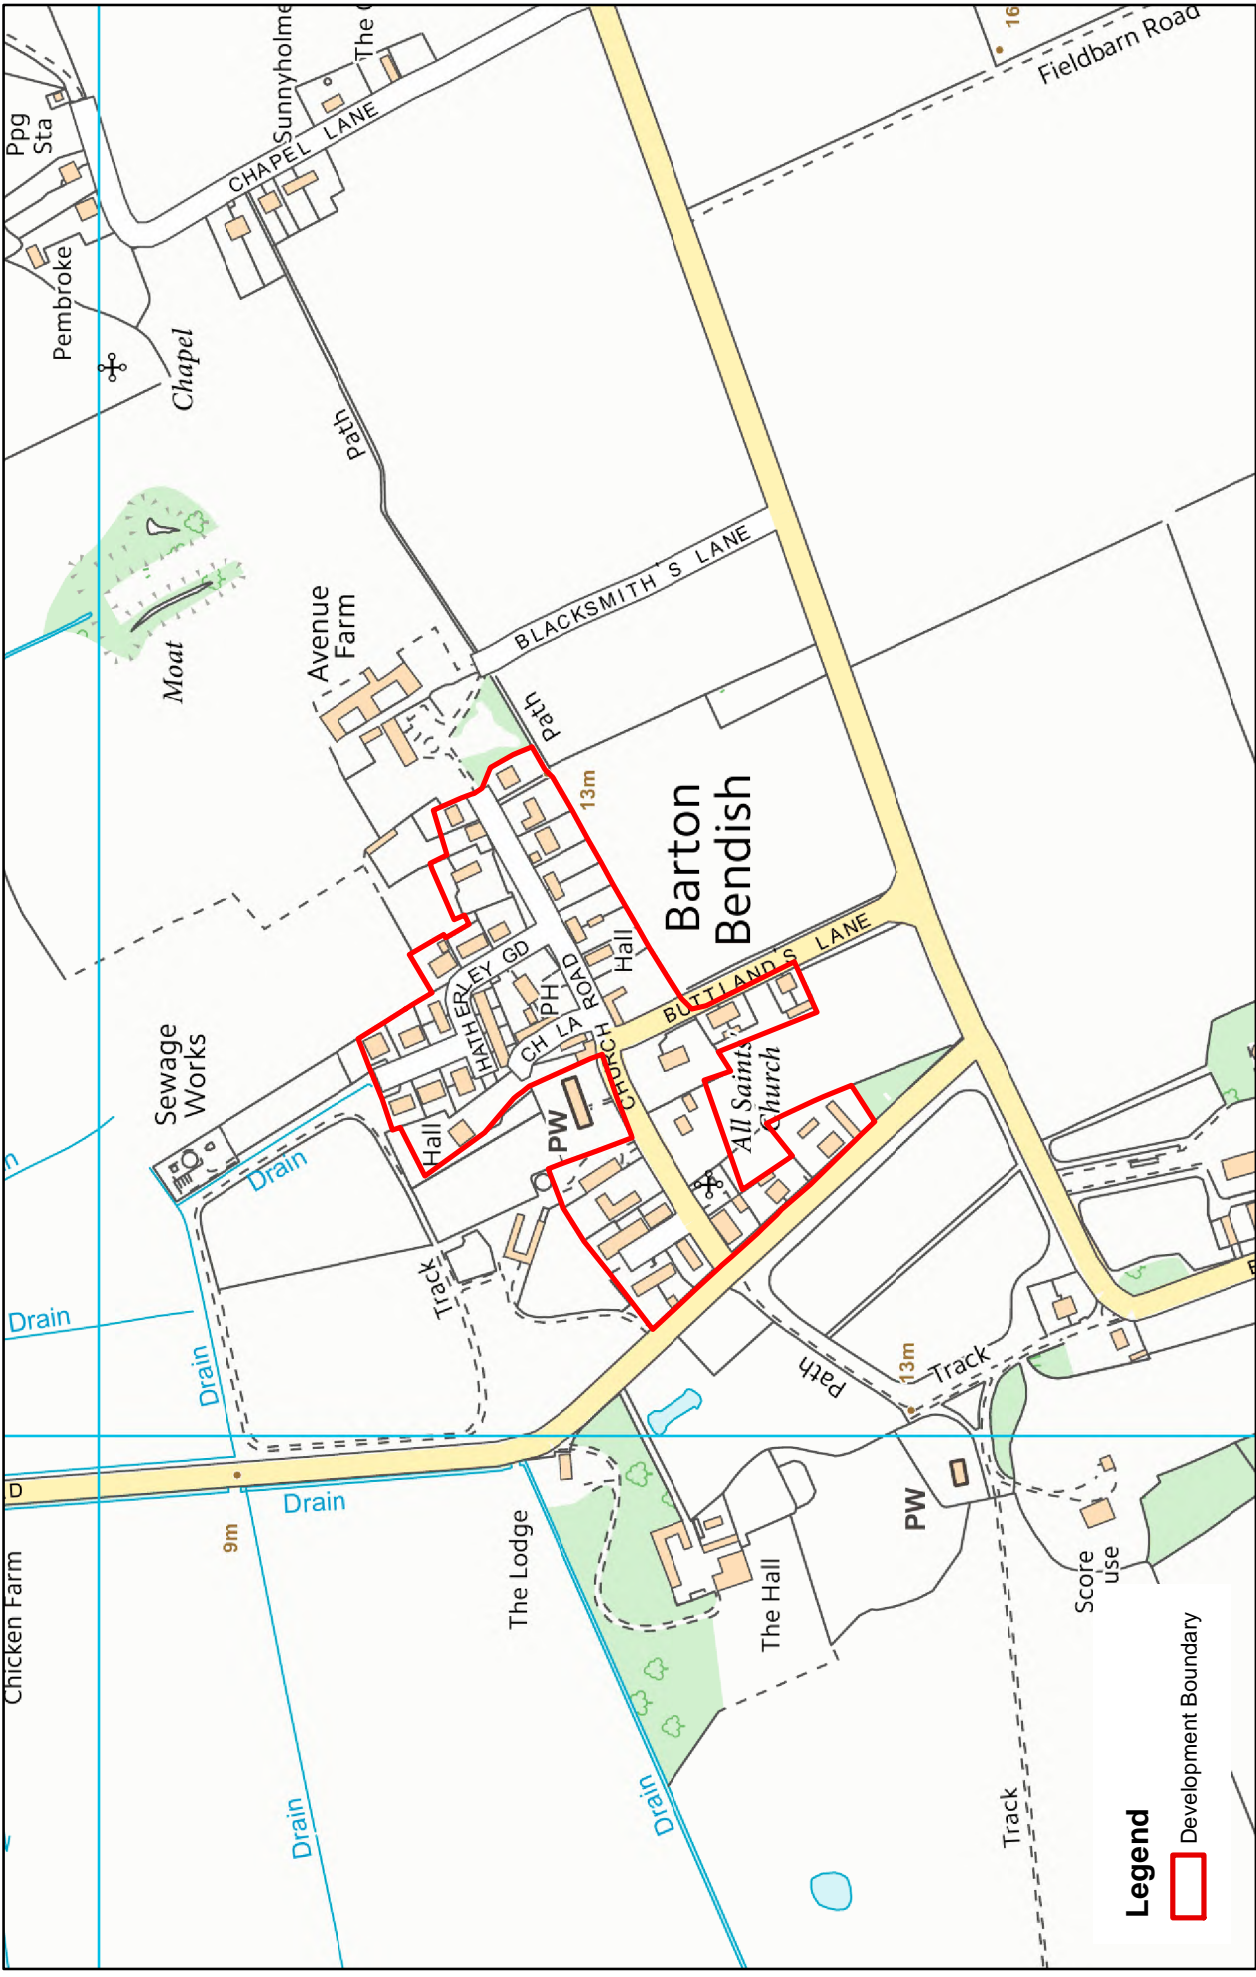 Ppg
Sta
Sunnyholme
The
CHAPEL LANE
16
Fieldbarn Road
Pembroke
Chapel
Path
Moat
Avenue
Farm
BLACKSMITH'S LANE
Path
13m
Barton
Bendish
Sewage
Works
HATHERLEY GD
PH
CH LA
CHURCH ROAD
Hall
BUTTLAND'S LANE
Hall
PW
All Saints'
Church
Drain
Drain
Drain
Track
Path
13m
Track
D
9m
Drain
Chicken Farm
The Lodge
The Hall
PW
Score
use
Drain
Drain
Track
Legend
Development Boundary